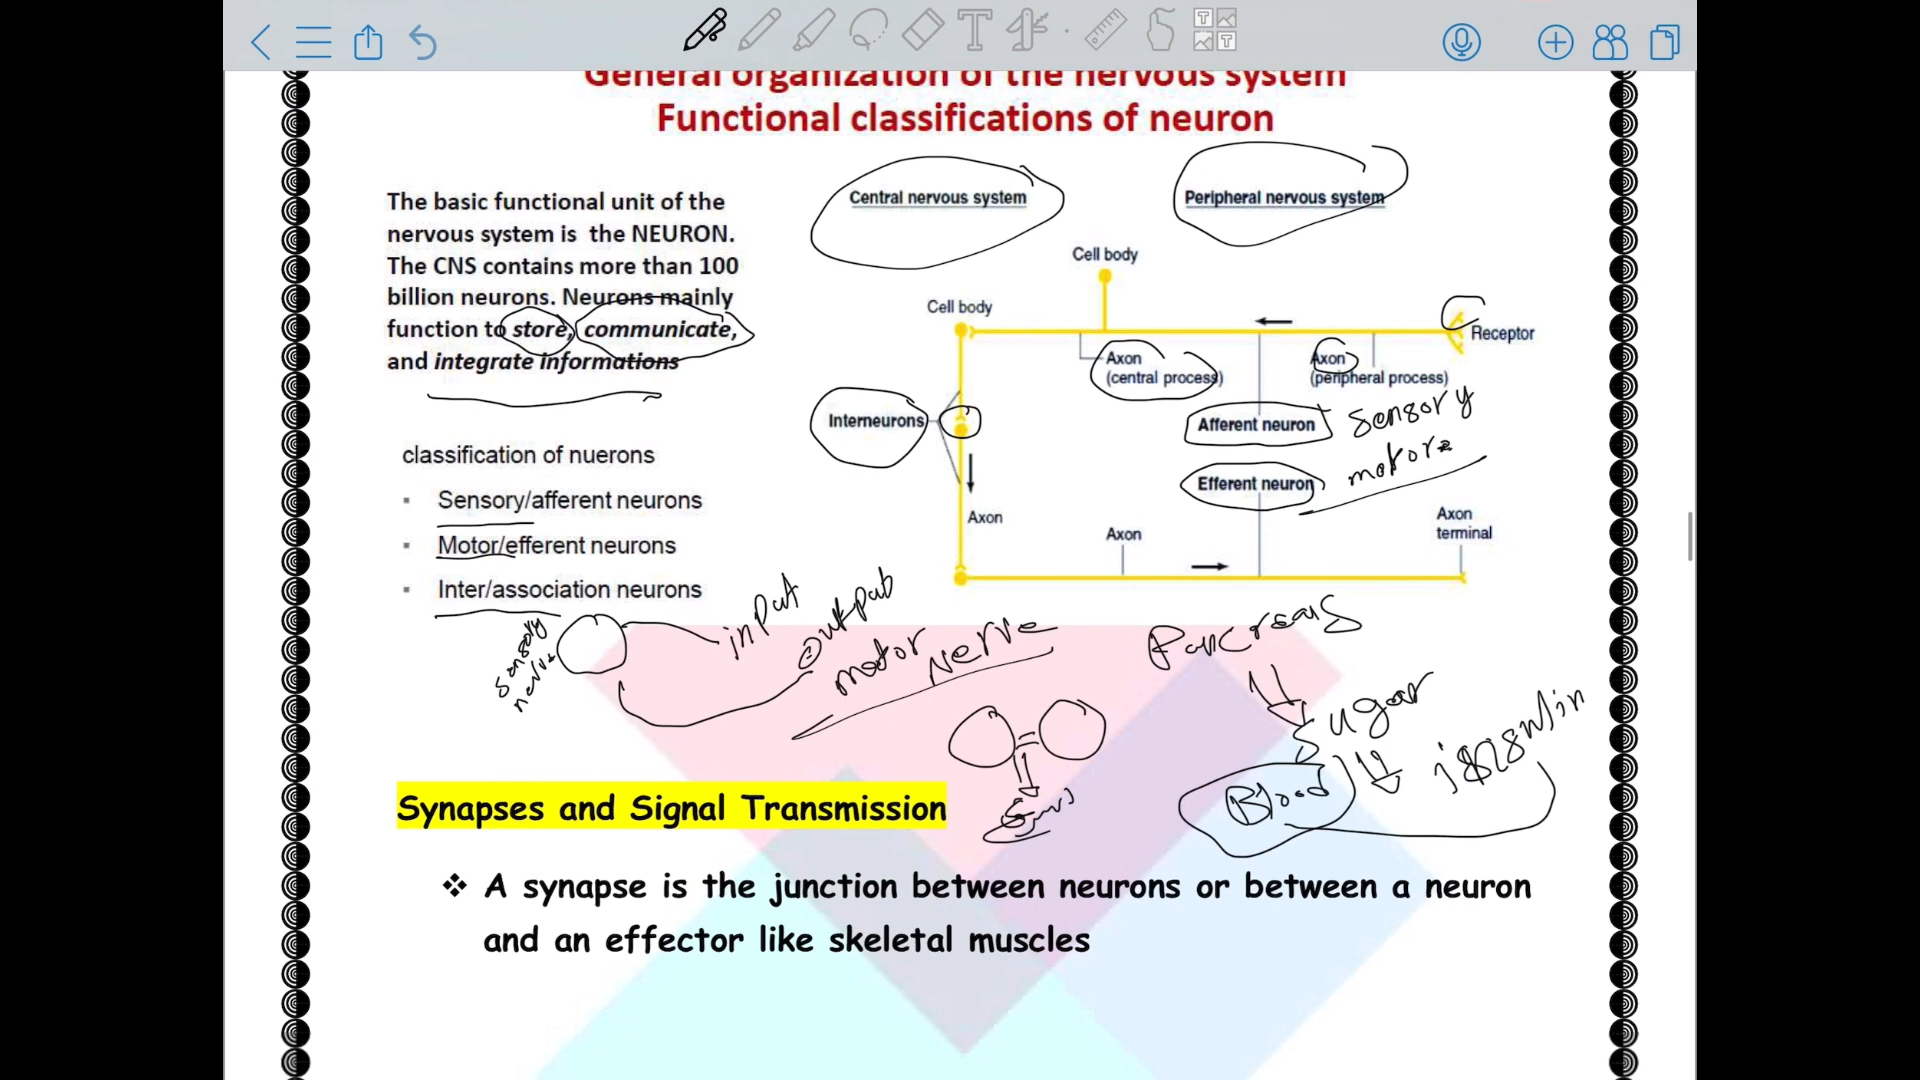 General organization of the nervous system
Functional classifications of neuron
The basic functional unit of the
nervous system is the NEURON.
The CNS contains more than 100
billion neurons. Neurons mainly
function to store, communicate,
and integrate informations
classification of nuerons
▪ Sensory/afferent neurons
▪ Motor/efferent neurons
▪ Inter/association neurons
Central nervous system
Peripheral nervous system
Cell body
Cell body
Receptor
Axon
(central process)
Axon
(peripheral process)
Interneurons
Afferent neuron
sensory
Efferent neuron
motor
Axon
Axon
Axon
terminal
sensory
input
output
motor
Nerve
Pancreas
Sugar
Blood
Synapses and Signal Transmission
❖ A synapse is the junction between neurons or between a neuron
and an effector like skeletal muscles